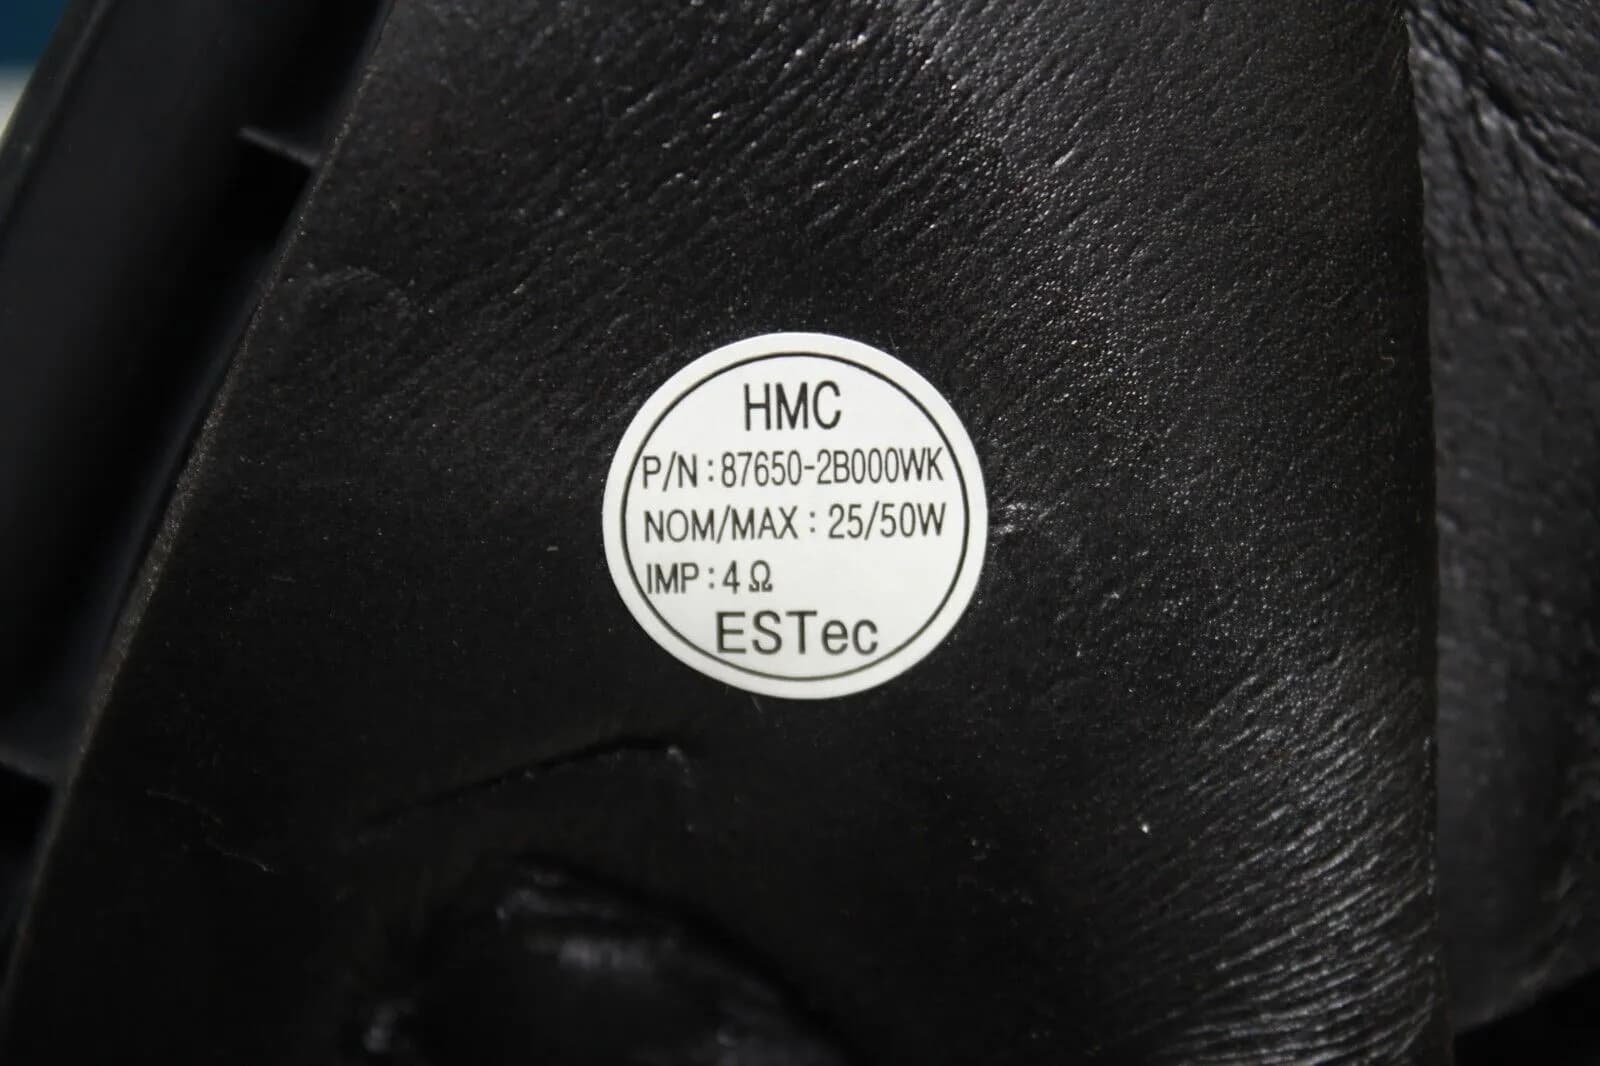 HMC
P/N : 87650-2B000WK
NOM/MAX : 25/50W
IMP : 4 Ω
ESTec